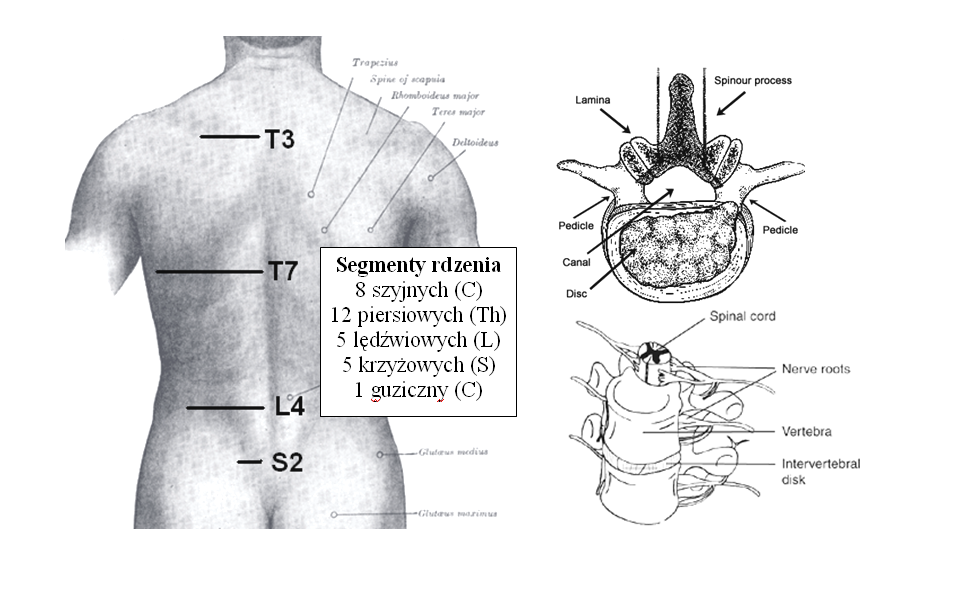 Trapezius
Spine of scapula
Rhomboideus major
Teres major
Deltoideus
T3
T7
L4
S2
Glutæus medius
Glutæus maximus
Segmenty rdzenia
8 szyjnych (C)
12 piersiowych (Th)
5 lędźwiowych (L)
5 krzyżowych (S)
1 guziczny (C)
Lamina
Spinour process
Pedicle
Pedicle
Canal
Disc
Spinal cord
Nerve roots
Vertebra
Intervertebral
disk